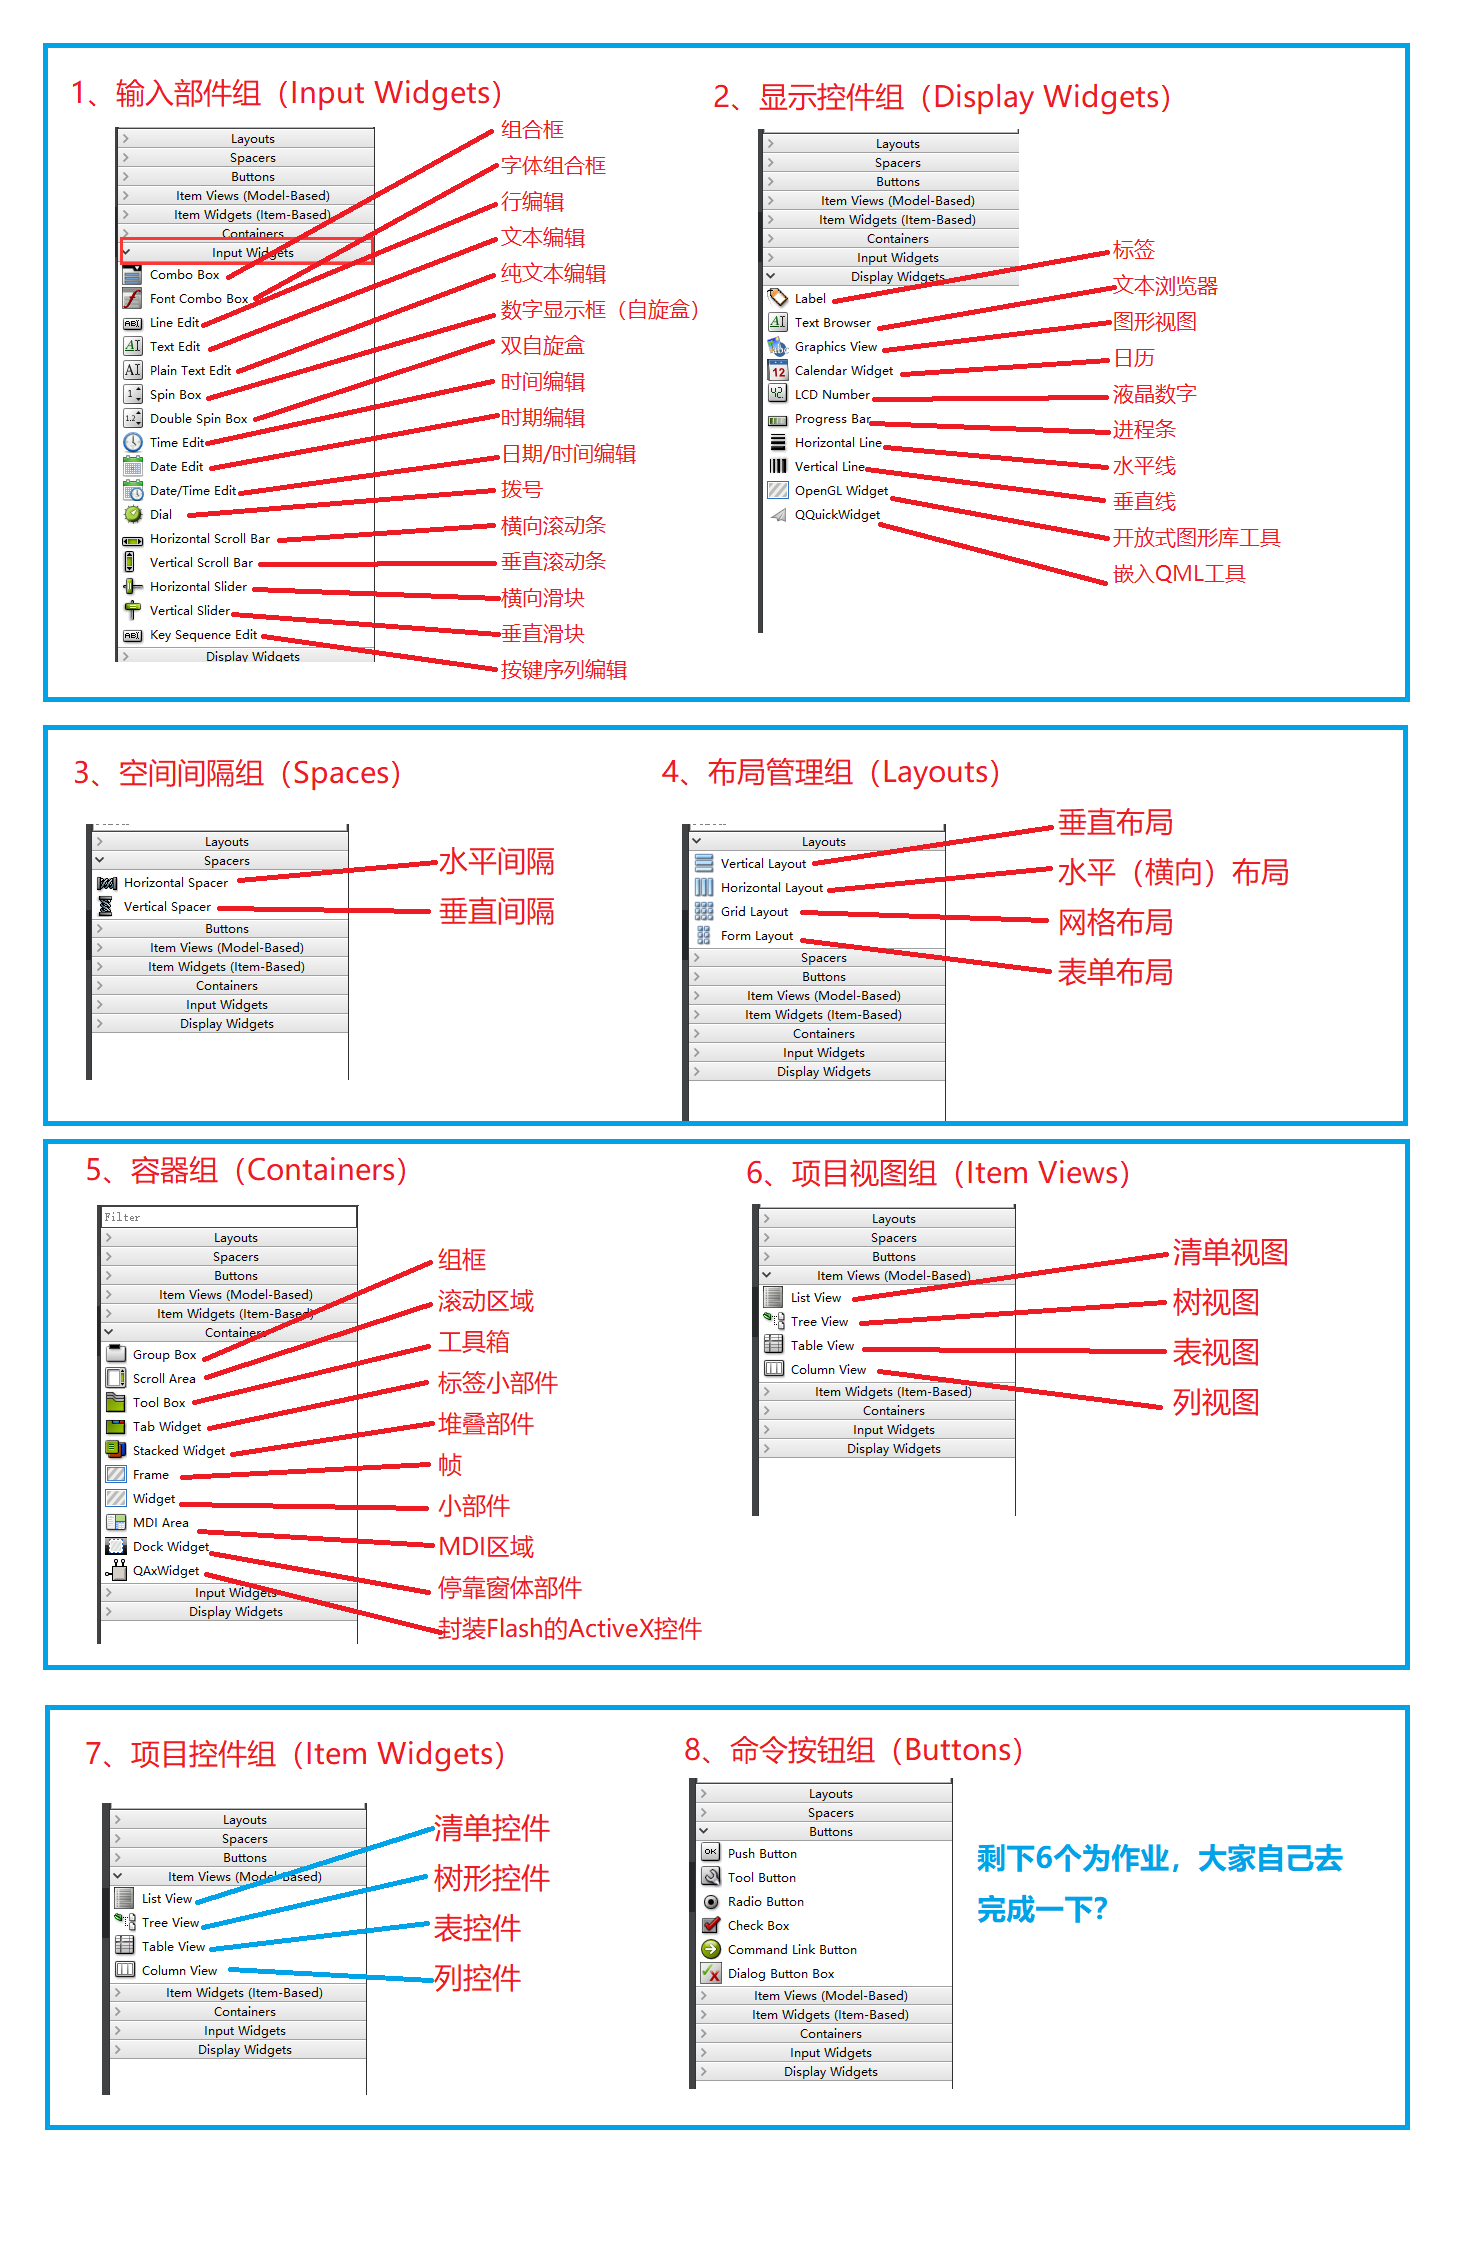 1、输入部件组（Input Widgets）
Layouts
Spacers
Buttons
Item Views (Model-Based)
Item Widgets (Item-Based)
Containers
Input Widgets
Combo Box
Font Combo Box
Line Edit
Text Edit
Plain Text Edit
Spin Box
Double Spin Box
Time Edit
Date Edit
Date/Time Edit
Dial
Horizontal Scroll Bar
Vertical Scroll Bar
Horizontal Slider
Vertical Slider
Key Sequence Edit
Display Widgets
组合框
字体组合框
行编辑
文本编辑
纯文本编辑
数字显示框（自旋盒）
双自旋盒
时间编辑
时期编辑
日期/时间编辑
拨号
横向滚动条
垂直滚动条
横向滑块
垂直滑块
按键序列编辑
2、显示控件组（Display Widgets）
Layouts
Spacers
Buttons
Item Views (Model-Based)
Item Widgets (Item-Based)
Containers
Input Widgets
Display Widgets
Label
Text Browser
Graphics View
Calendar Widget
LCD Number
Progress Bar
Horizontal Line
Vertical Line
OpenGL Widget
QQuickWidget
标签
文本浏览器
图形视图
日历
液晶数字
进程条
水平线
垂直线
开放式图形库工具
嵌入QML工具
3、空间间隔组（Spaces）
Layouts
Spacers
Horizontal Spacer
Vertical Spacer
Buttons
Item Views (Model-Based)
Item Widgets (Item-Based)
Containers
Input Widgets
Display Widgets
水平间隔
垂直间隔
4、布局管理组（Layouts）
Layouts
Vertical Layout
Horizontal Layout
Grid Layout
Form Layout
Spacers
Buttons
Item Views (Model-Based)
Item Widgets (Item-Based)
Containers
Input Widgets
Display Widgets
垂直布局
水平（横向）布局
网格布局
表单布局
5、容器组（Containers）
Filter
Layouts
Spacers
Buttons
Item Views (Model-Based)
Item Widgets (Item-Based)
Containers
Group Box
Scroll Area
Tool Box
Tab Widget
Stacked Widget
Frame
Widget
MDI Area
Dock Widget
QAxWidget
Input Widgets
Display Widgets
组框
滚动区域
工具箱
标签小部件
堆叠部件
帧
小部件
MDI区域
停靠窗体部件
封装Flash的ActiveX控件
6、项目视图组（Item Views）
Layouts
Spacers
Buttons
Item Views (Model-Based)
List View
Tree View
Table View
Column View
Item Widgets (Item-Based)
Containers
Input Widgets
Display Widgets
清单视图
树视图
表视图
列视图
7、项目控件组（Item Widgets）
Layouts
Spacers
Buttons
Item Views (Model-Based)
List View
Tree View
Table View
Column View
Item Widgets (Item-Based)
Containers
Input Widgets
Display Widgets
清单控件
树形控件
表控件
列控件
8、命令按钮组（Buttons）
Layouts
Spacers
Buttons
Push Button
Tool Button
Radio Button
Check Box
Command Link Button
Dialog Button Box
Item Views (Model-Based)
Item Widgets (Item-Based)
Containers
Input Widgets
Display Widgets
剩下6个为作业，大家自己去
完成一下？